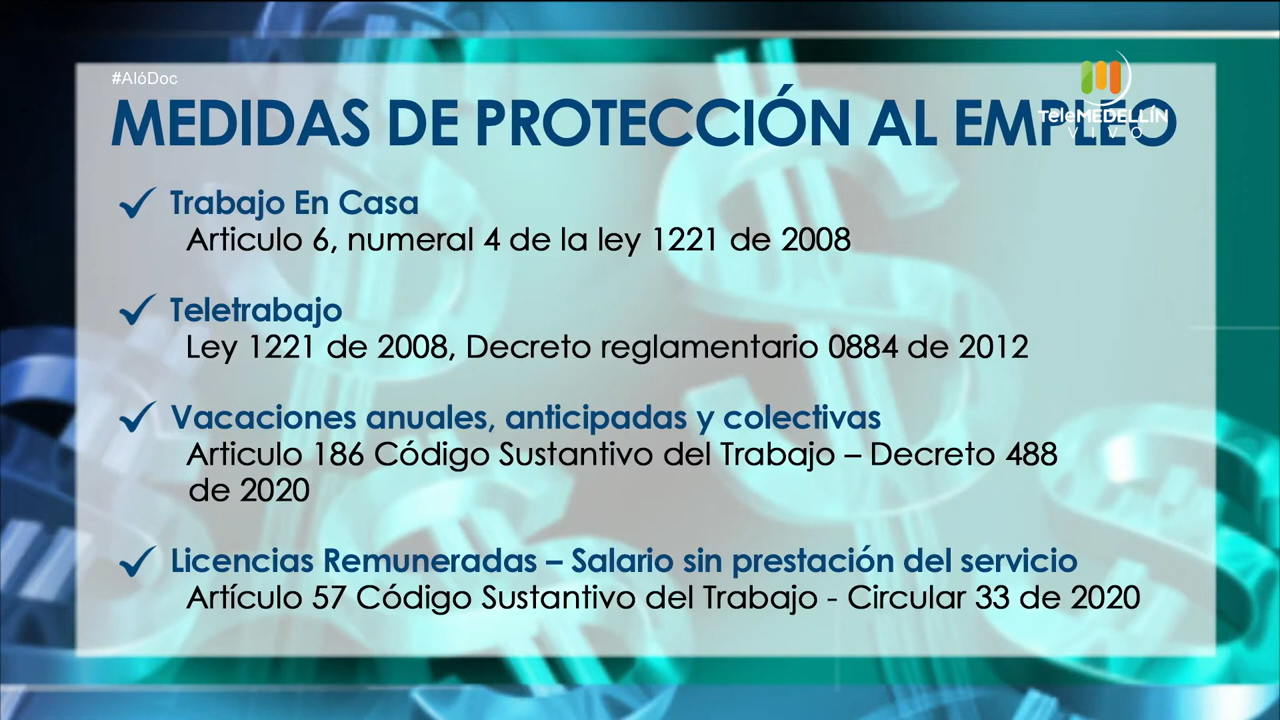 #AlóDoc
MEDIDAS DE PROTECCIÓN AL EMPLEO
TeleMEDELLÍN
VIVO
Trabajo En Casa
Articulo 6, numeral 4 de la ley 1221 de 2008
Teletrabajo
Ley 1221 de 2008, Decreto reglamentario 0884 de 2012
Vacaciones anuales, anticipadas y colectivas
Articulo 186 Código Sustantivo del Trabajo – Decreto 488
de 2020
Licencias Remuneradas – Salario sin prestación del servicio
Artículo 57 Código Sustantivo del Trabajo - Circular 33 de 2020